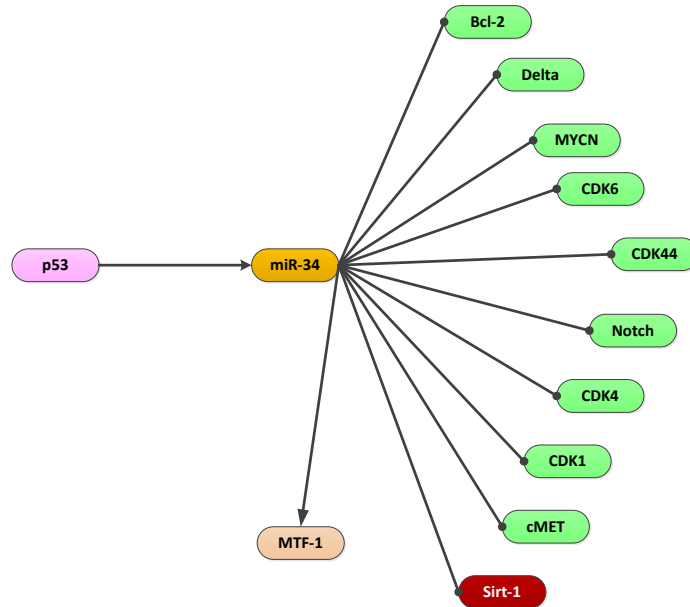 Bcl-2
Delta
MYCN
CDK6
CDK44
p53
miR-34
Notch
CDK4
CDK1
cMET
MTF-1
Sirt-1